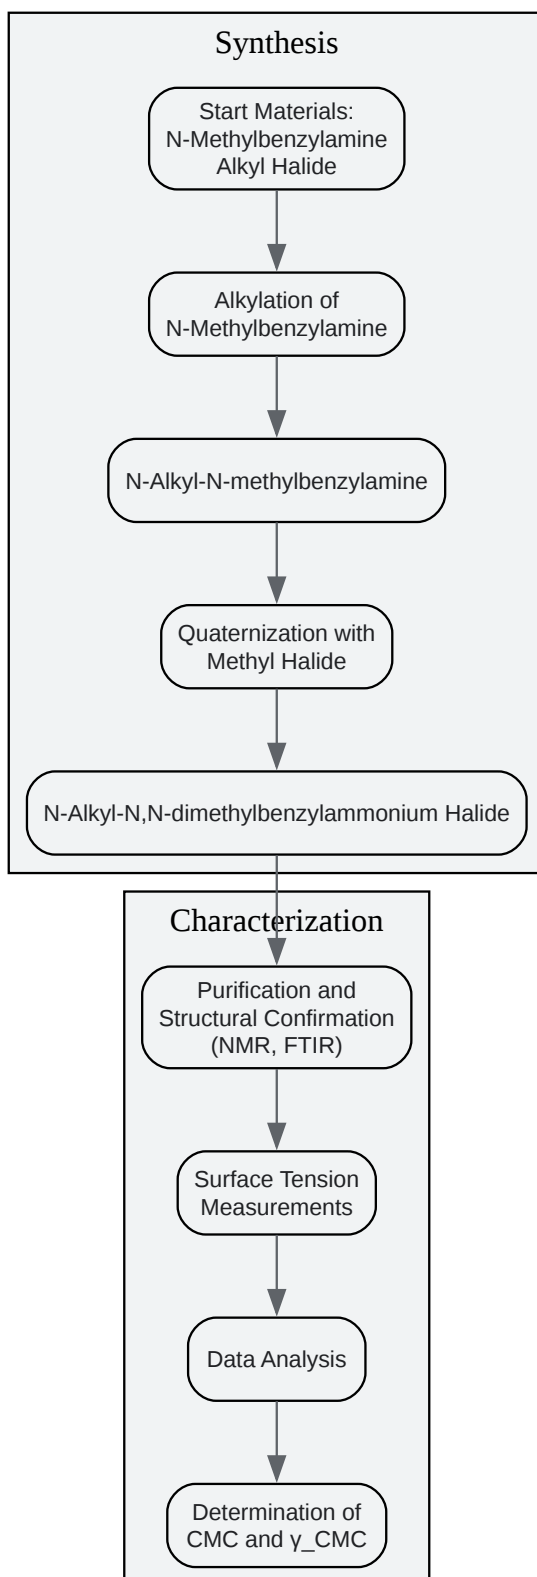 Synthesis
Start Materials:
N-Methylbenzylamine
Alkyl Halide
Alkylation of
N-Methylbenzylamine
N-Alkyl-N-methylbenzylamine
Quaternization with
Methyl Halide
N-Alkyl-N,N-dimethylbenzylammonium Halide
Characterization
Purification and
Structural Confirmation
(NMR, FTIR)
Surface Tension
Measurements
Data Analysis
Determination of
CMC and γ_CMC